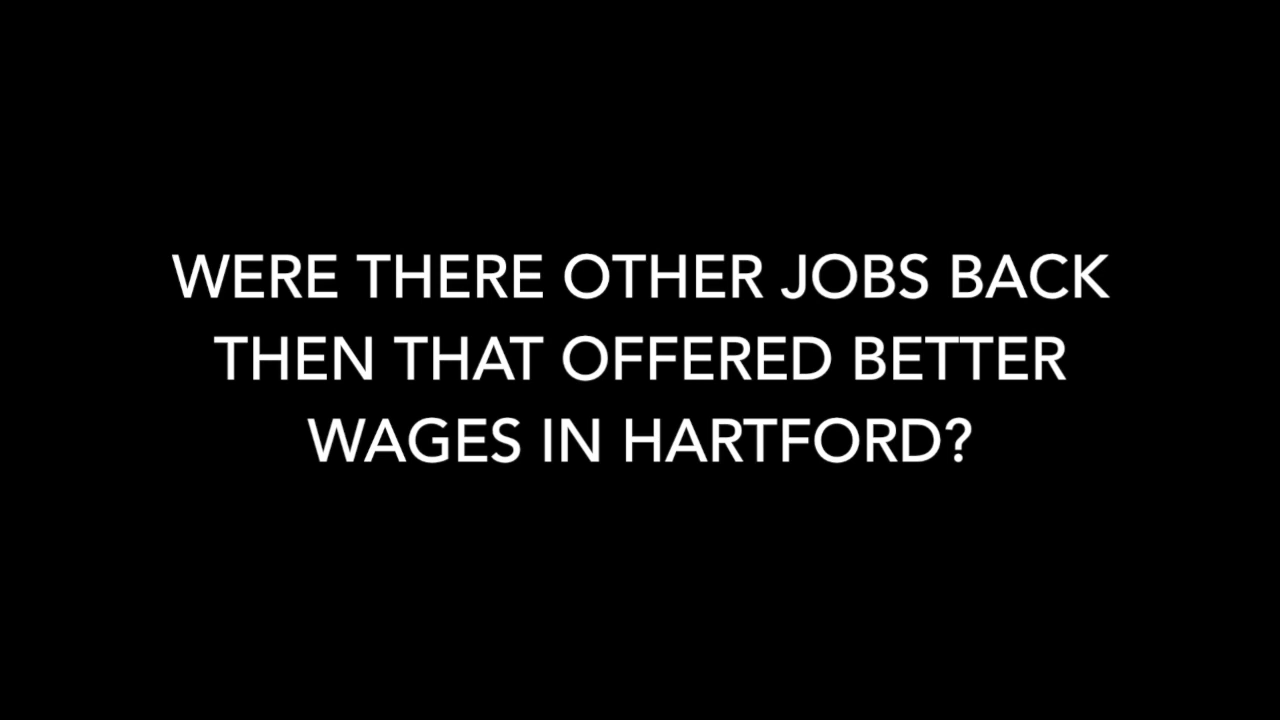 WERE THERE OTHER JOBS BACK
THEN THAT OFFERED BETTER
WAGES IN HARTFORD?